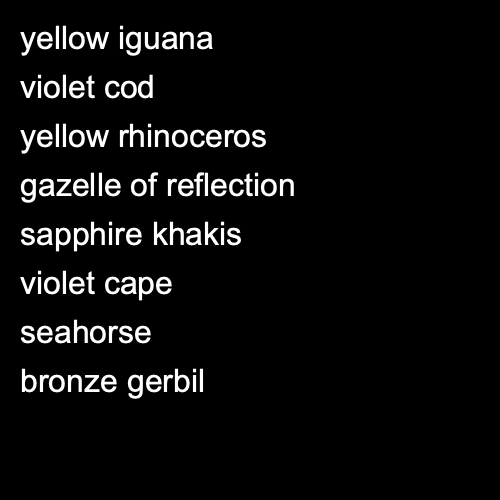 yellow iguana
violet cod
yellow rhinoceros
gazelle of reflection
sapphire khakis
violet cape
seahorse
bronze gerbil